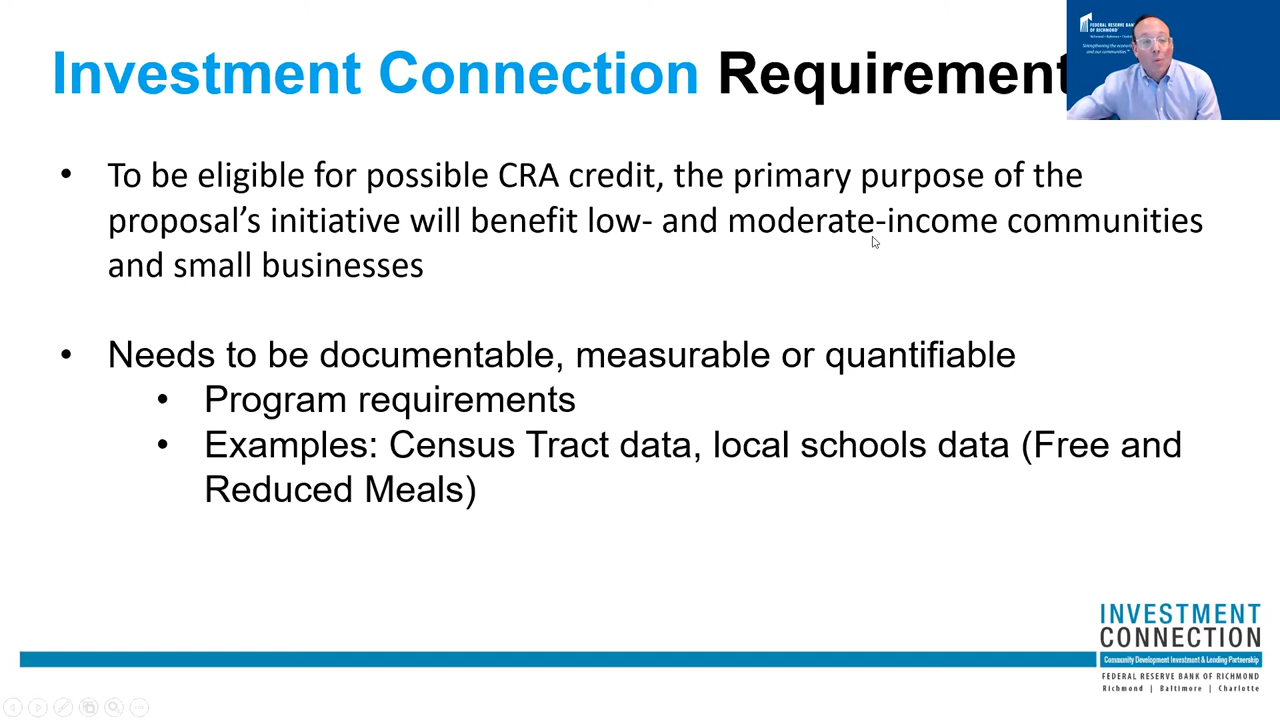 Investment Connection Requirement
FEDERAL RESERVE BANK
OF RICHMOND
Richmond • Baltimore •
Strengthening the
and our communities
• To be eligible for possible CRA credit, the primary purpose of the
proposal’s initiative will benefit low- and moderate-income communities
and small businesses
• Needs to be documentable, measurable or quantifiable
• Program requirements
• Examples: Census Tract data, local schools data (Free and
Reduced Meals)
INVESTMENT
CONNECTION
Community Development Investment & Lending Partnership
FEDERAL RESERVE BANK OF RICHMOND
Richmond | Baltimore | Charlotte